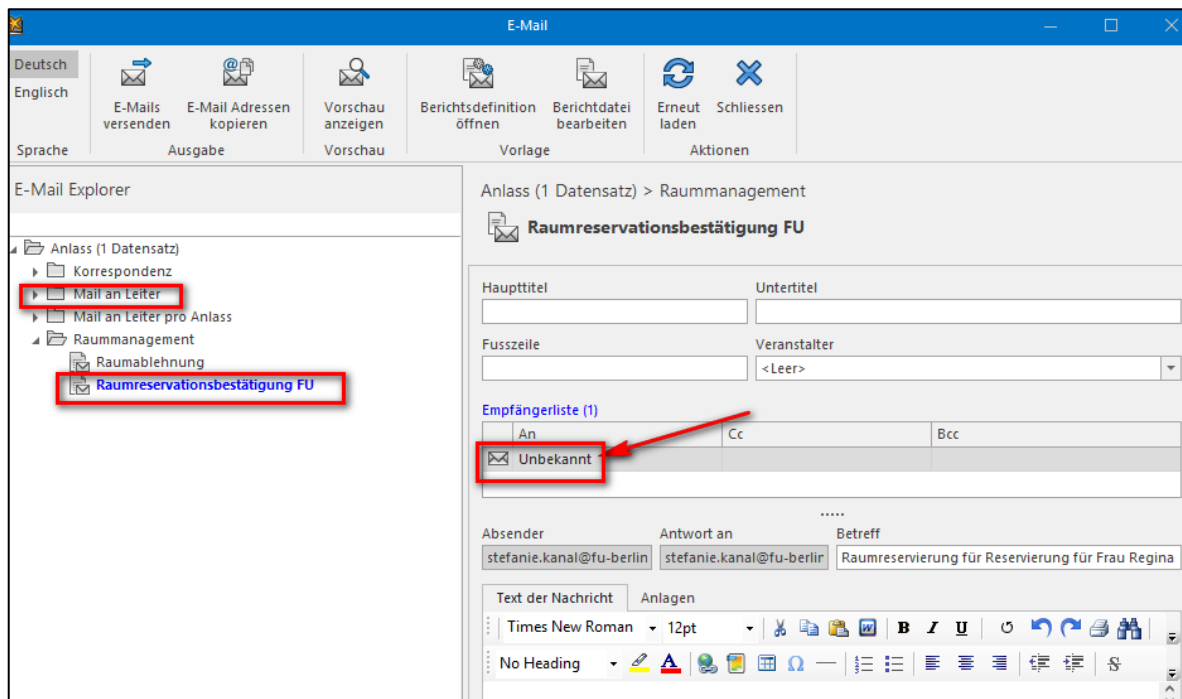 E-Mail
Deutsch
Englisch
Sprache
E-Mails versenden
E-Mail Adressen kopieren
Ausgabe
Vorschau anzeigen
Vorschau
Berichtsdefinition öffnen
Berichtdatei bearbeiten
Vorlage
Erneut laden
Schliessen
Aktionen
E-Mail Explorer
Anlass (1 Datensatz)
Korrespondenz
Mail an Leiter
Mail an Leiter pro Anlass
Raummanagement
Raumablehnung
Raumreservationsbestätigung FU
Anlass (1 Datensatz) > Raummanagement
Raumreservationsbestätigung FU
Haupttitel Untertitel
Fusszeile Veranstalter
<Leer>
Empfängerliste (1)
An Cc Bcc
Unbekannt
Absender Antwort an Betreff
stefanie.kanal@fu-berlin stefanie.kanal@fu-berlin Raumreservierung für Reservierung für Frau Regina
Text der Nachricht Anlagen
Times New Roman 12pt B I U
No Heading A Ω S